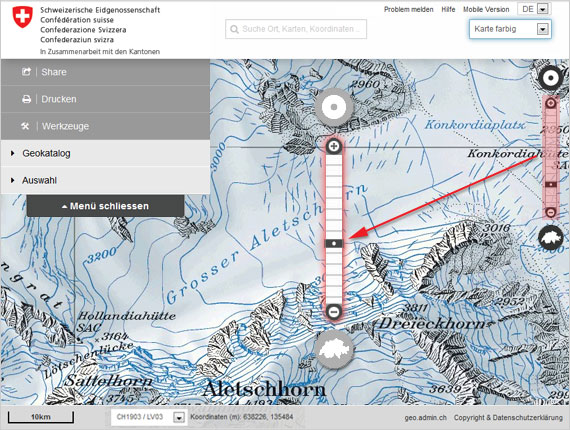 Schweizerische Eidgenossenschaft
Confédération suisse
Confederazione Svizzera
Confederaziun svizra
In Zusammenarbeit mit den Kantonen
Problem melden Hilfe Mobile Version DE
Suche Ort, Karten, Koordinaten...
Karte farbig
Share
Drucken
Werkzeuge
Geokatalog
Auswahl
Menü schliessen
2960
Konkordiaplatz
Konkordiahütte
SAC
Grosser Aletschorn
3200
3016
Hollandiahütte
SAC
3164
Lötschenlücke
Sattelhorn
3811
2952
Dreieckhorn
Aletschhorn
10km
CH1903 / LV03
Koordinaten (m): 638226, 135484
geo.admin.ch Copyright & Datenschutzerklärung